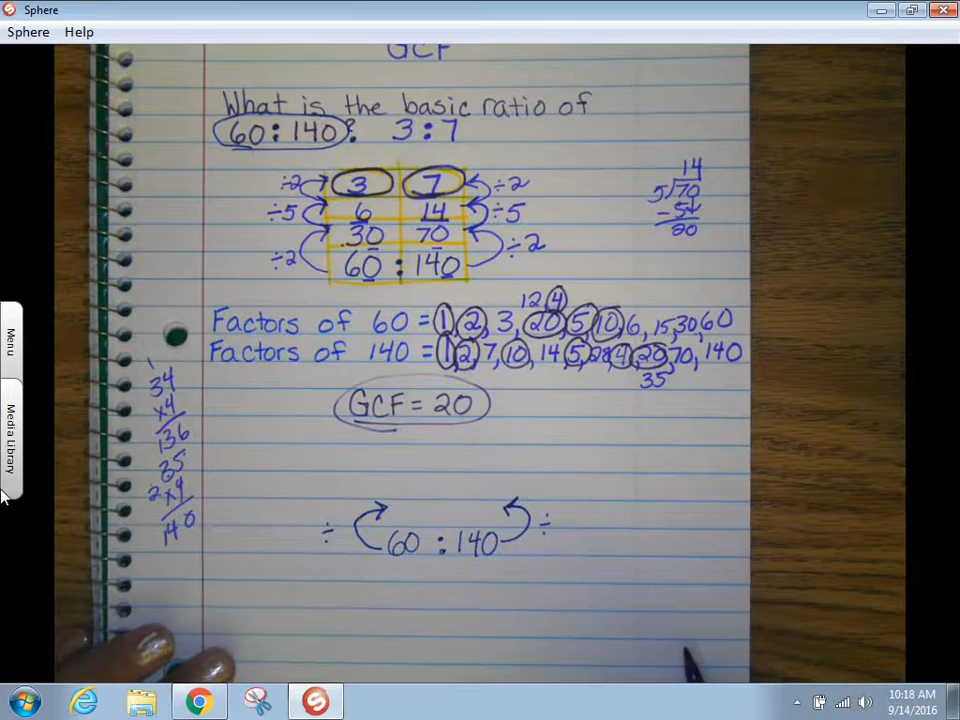 Sphere
Sphere Help
GCF
What is the basic ratio of
60:140? 3:7
÷2 3 7 ÷2
÷5 6 14 ÷5
30 70
÷2 60 : 140 ÷2
14
5 70
-5↓
20
12 4
Factors of 60 = 1, 2, 3, 20, 5, 10, 6, 15, 30, 60
Factors of 140 = 1, 2, 7, 10, 14, 5, 28, 4, 20, 70, 140
35
GCF = 20
1
34
x4
136
35
2 x4
140
÷ 60 : 140 ÷
Menu
Media Library
10:18 AM
9/14/2016